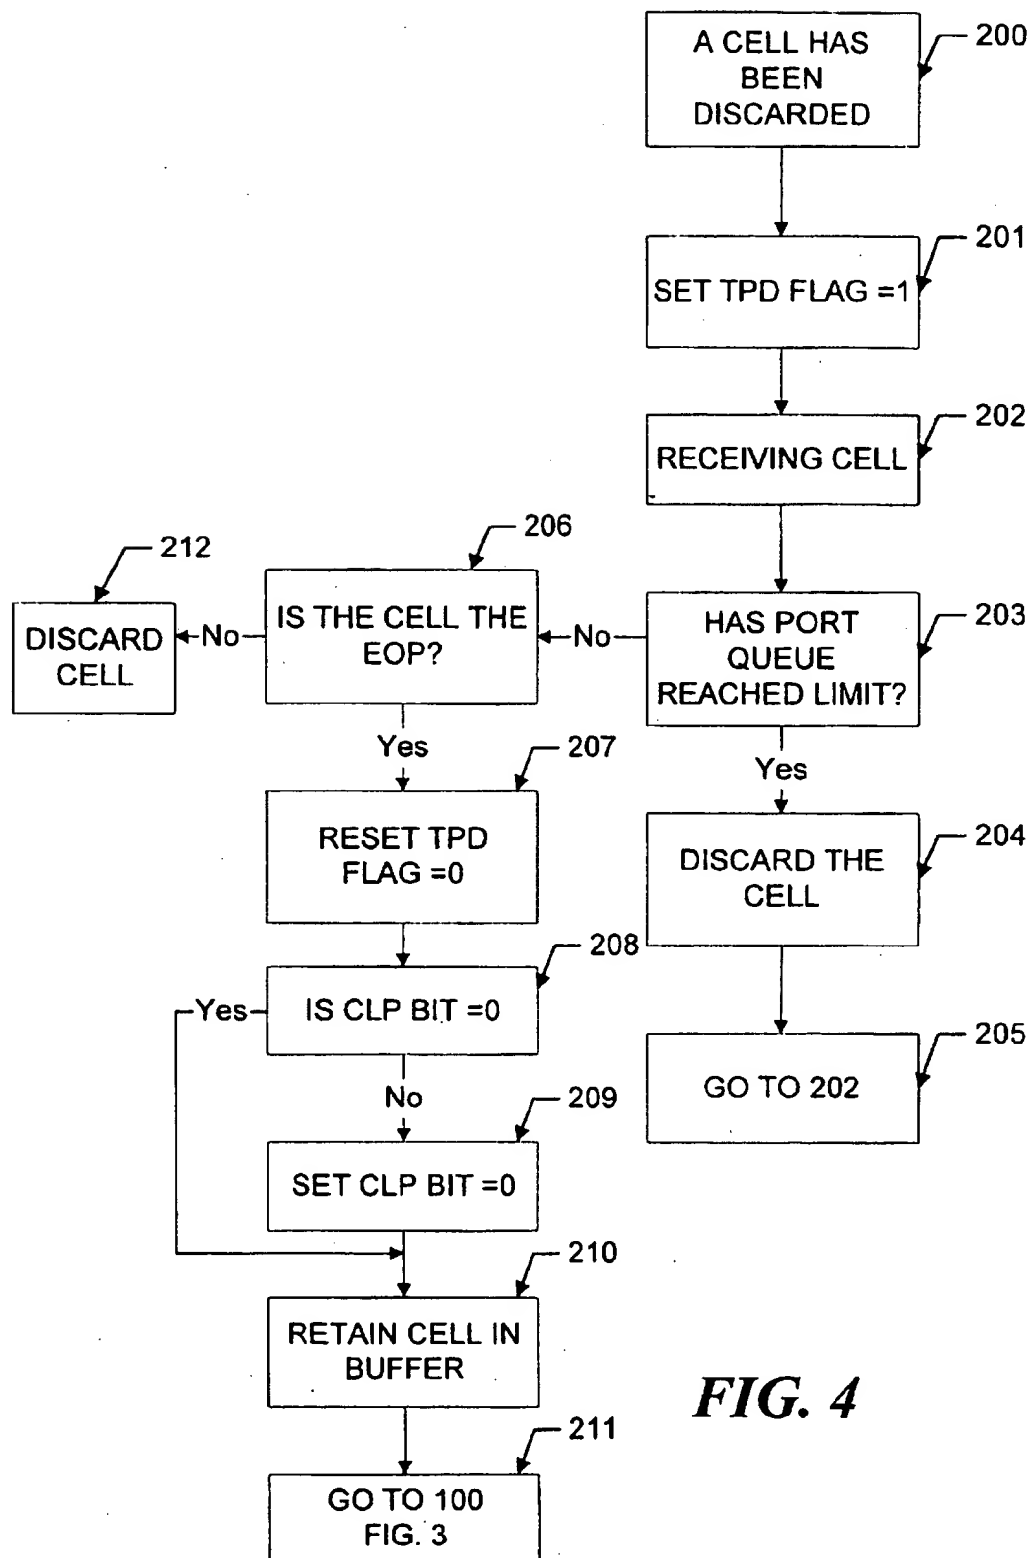 A CELL HAS
BEEN
DISCARDED
200
SET TPD FLAG =1
201
RECEIVING CELL
202
HAS PORT
QUEUE
REACHED LIMIT?
203
No
IS THE CELL THE
EOP?
206
No
DISCARD
CELL
212
Yes
DISCARD THE
CELL
204
GO TO 202
205
Yes
RESET TPD
FLAG =0
207
IS CLP BIT =0
208
Yes
No
SET CLP BIT =0
209
RETAIN CELL IN
BUFFER
210
GO TO 100
FIG. 3
211
FIG. 4